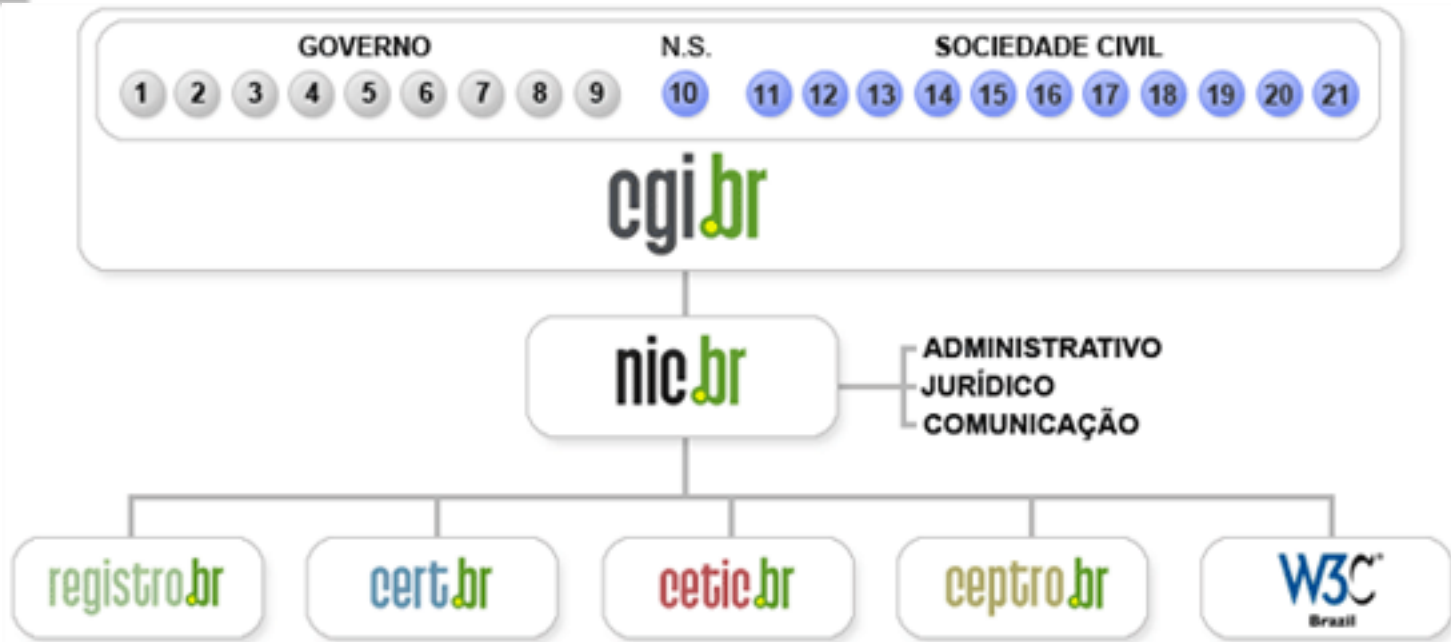 GOVERNO N.S. SOCIEDADE CIVIL
1 2 3 4 5 6 7 8 9 10 11 12 13 14 15 16 17 18 19 20 21
cgi.br
nic.br
ADMINISTRATIVO
JURÍDICO
COMUNICAÇÃO
registro.br cert.br cetic.br ceptro.br W3C
Brazil